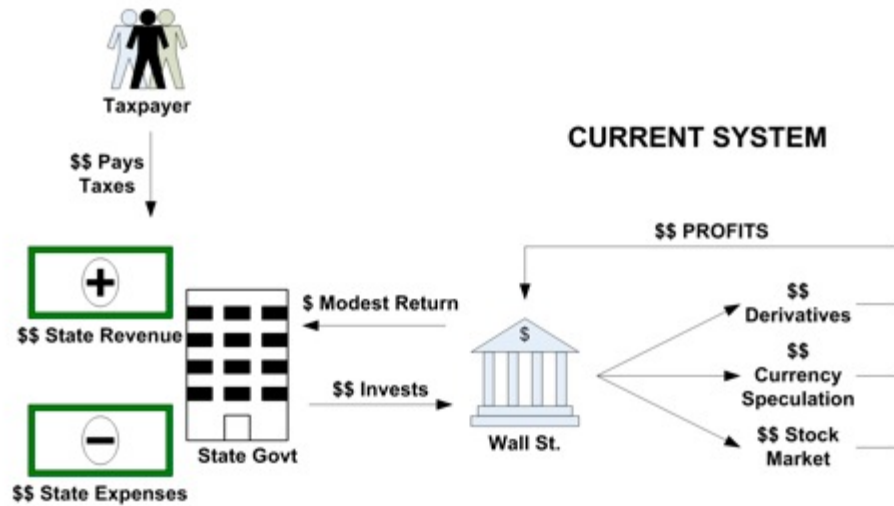 Taxpayer
CURRENT SYSTEM
$$ Pays
Taxes
$$ PROFITS
+
$$ State Revenue
$ Modest Return
$
$$
Derivatives
$$
Currency
Speculation
$$ Invests
−
State Govt
Wall St.
$$ Stock
Market
$$ State Expenses